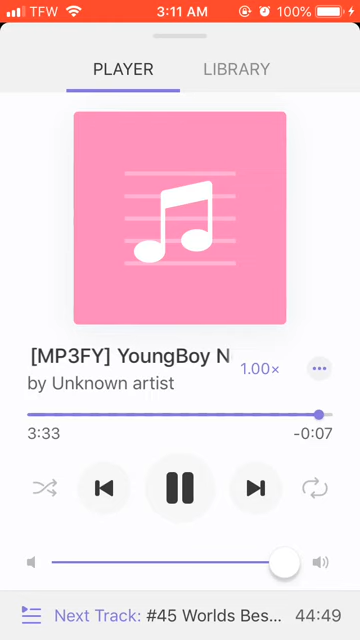 TFW 3:11 AM 100%
PLAYER LIBRARY
[MP3FY] YoungBoy N
1.00×
by Unknown artist
3:33 -0:07
Next Track: #45 Worlds Bes... 44:49